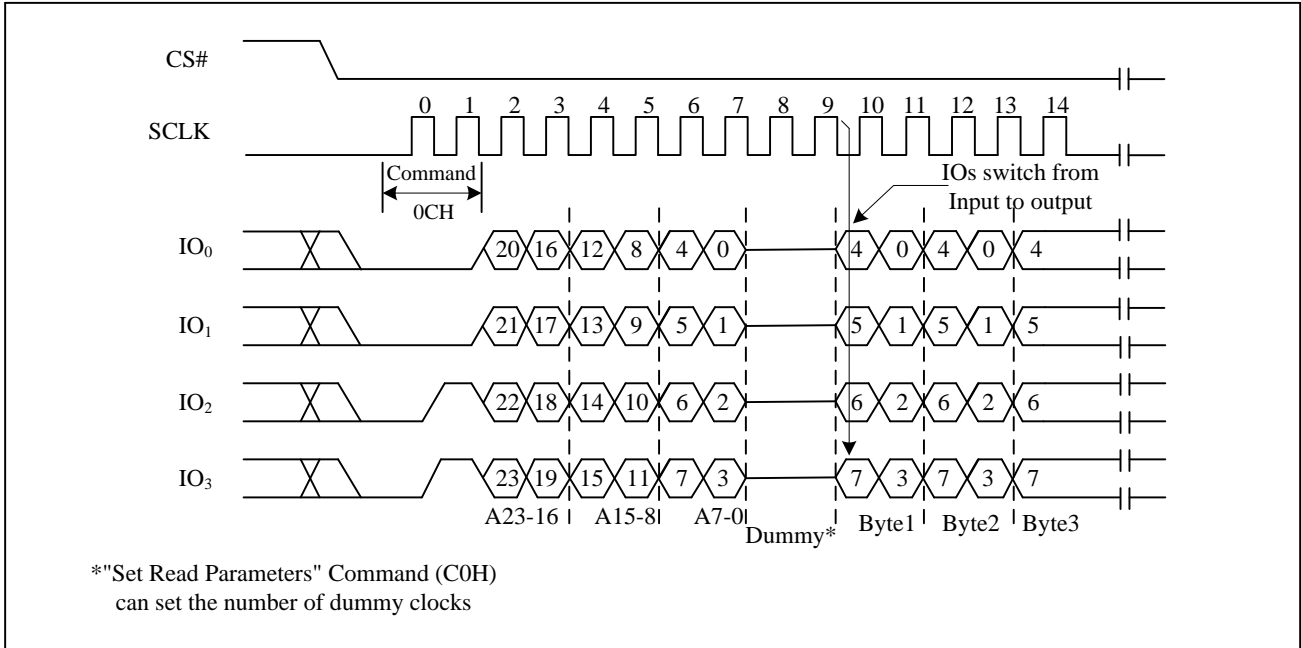 CS#
0 1 2 3 4 5 6 7 8 9 10 11 12 13 14
SCLK
Command
0CH
IOs switch from
Input to output
IO0 20 16 12 8 4 0 4 0 4 0 4
IO1 21 17 13 9 5 1 5 1 5 1 5
IO2 22 18 14 10 6 2 6 2 6 2 6
IO3 23 19 15 11 7 3 7 3 7 3 7
A23-16 A15-8 A7-0 Dummy* Byte1 Byte2 Byte3
*"Set Read Parameters" Command (C0H)
can set the number of dummy clocks